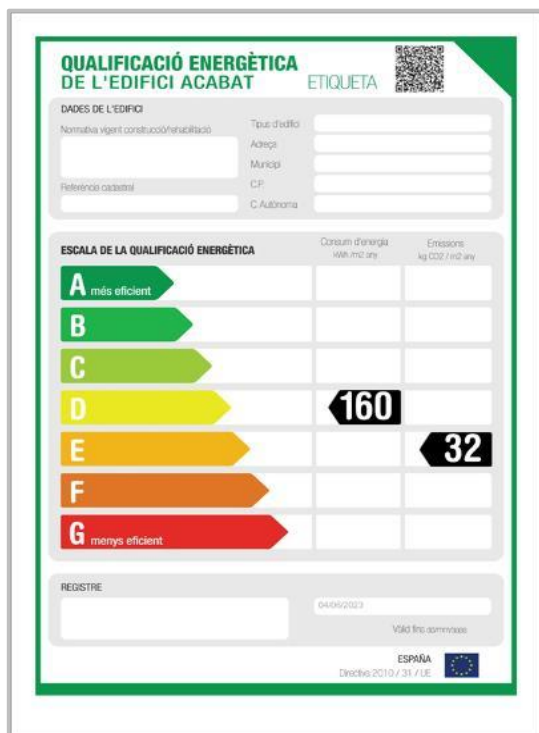 QUALIFICACIÓ ENERGÈTICA
DE L'EDIFICI ACABAT ETIQUETA
DADES DE L'EDIFICI
Normativa vigent construcció/rehabilitació
Referència cadastral
Tipus d'edifici
Adreça
Municipi
C.P.
C.Autònoma
ESCALA DE LA QUALIFICACIÓ ENERGÈTICA
Consum d'energia
kWh /m2 any
Emissions
kg CO2 / m2 any
A més eficient
B
C
D 160
E 32
F
G menys eficient
REGISTRE
04/06/2023
Vàlid fins
ESPAÑA
Directiva 2010 / 31 / UE